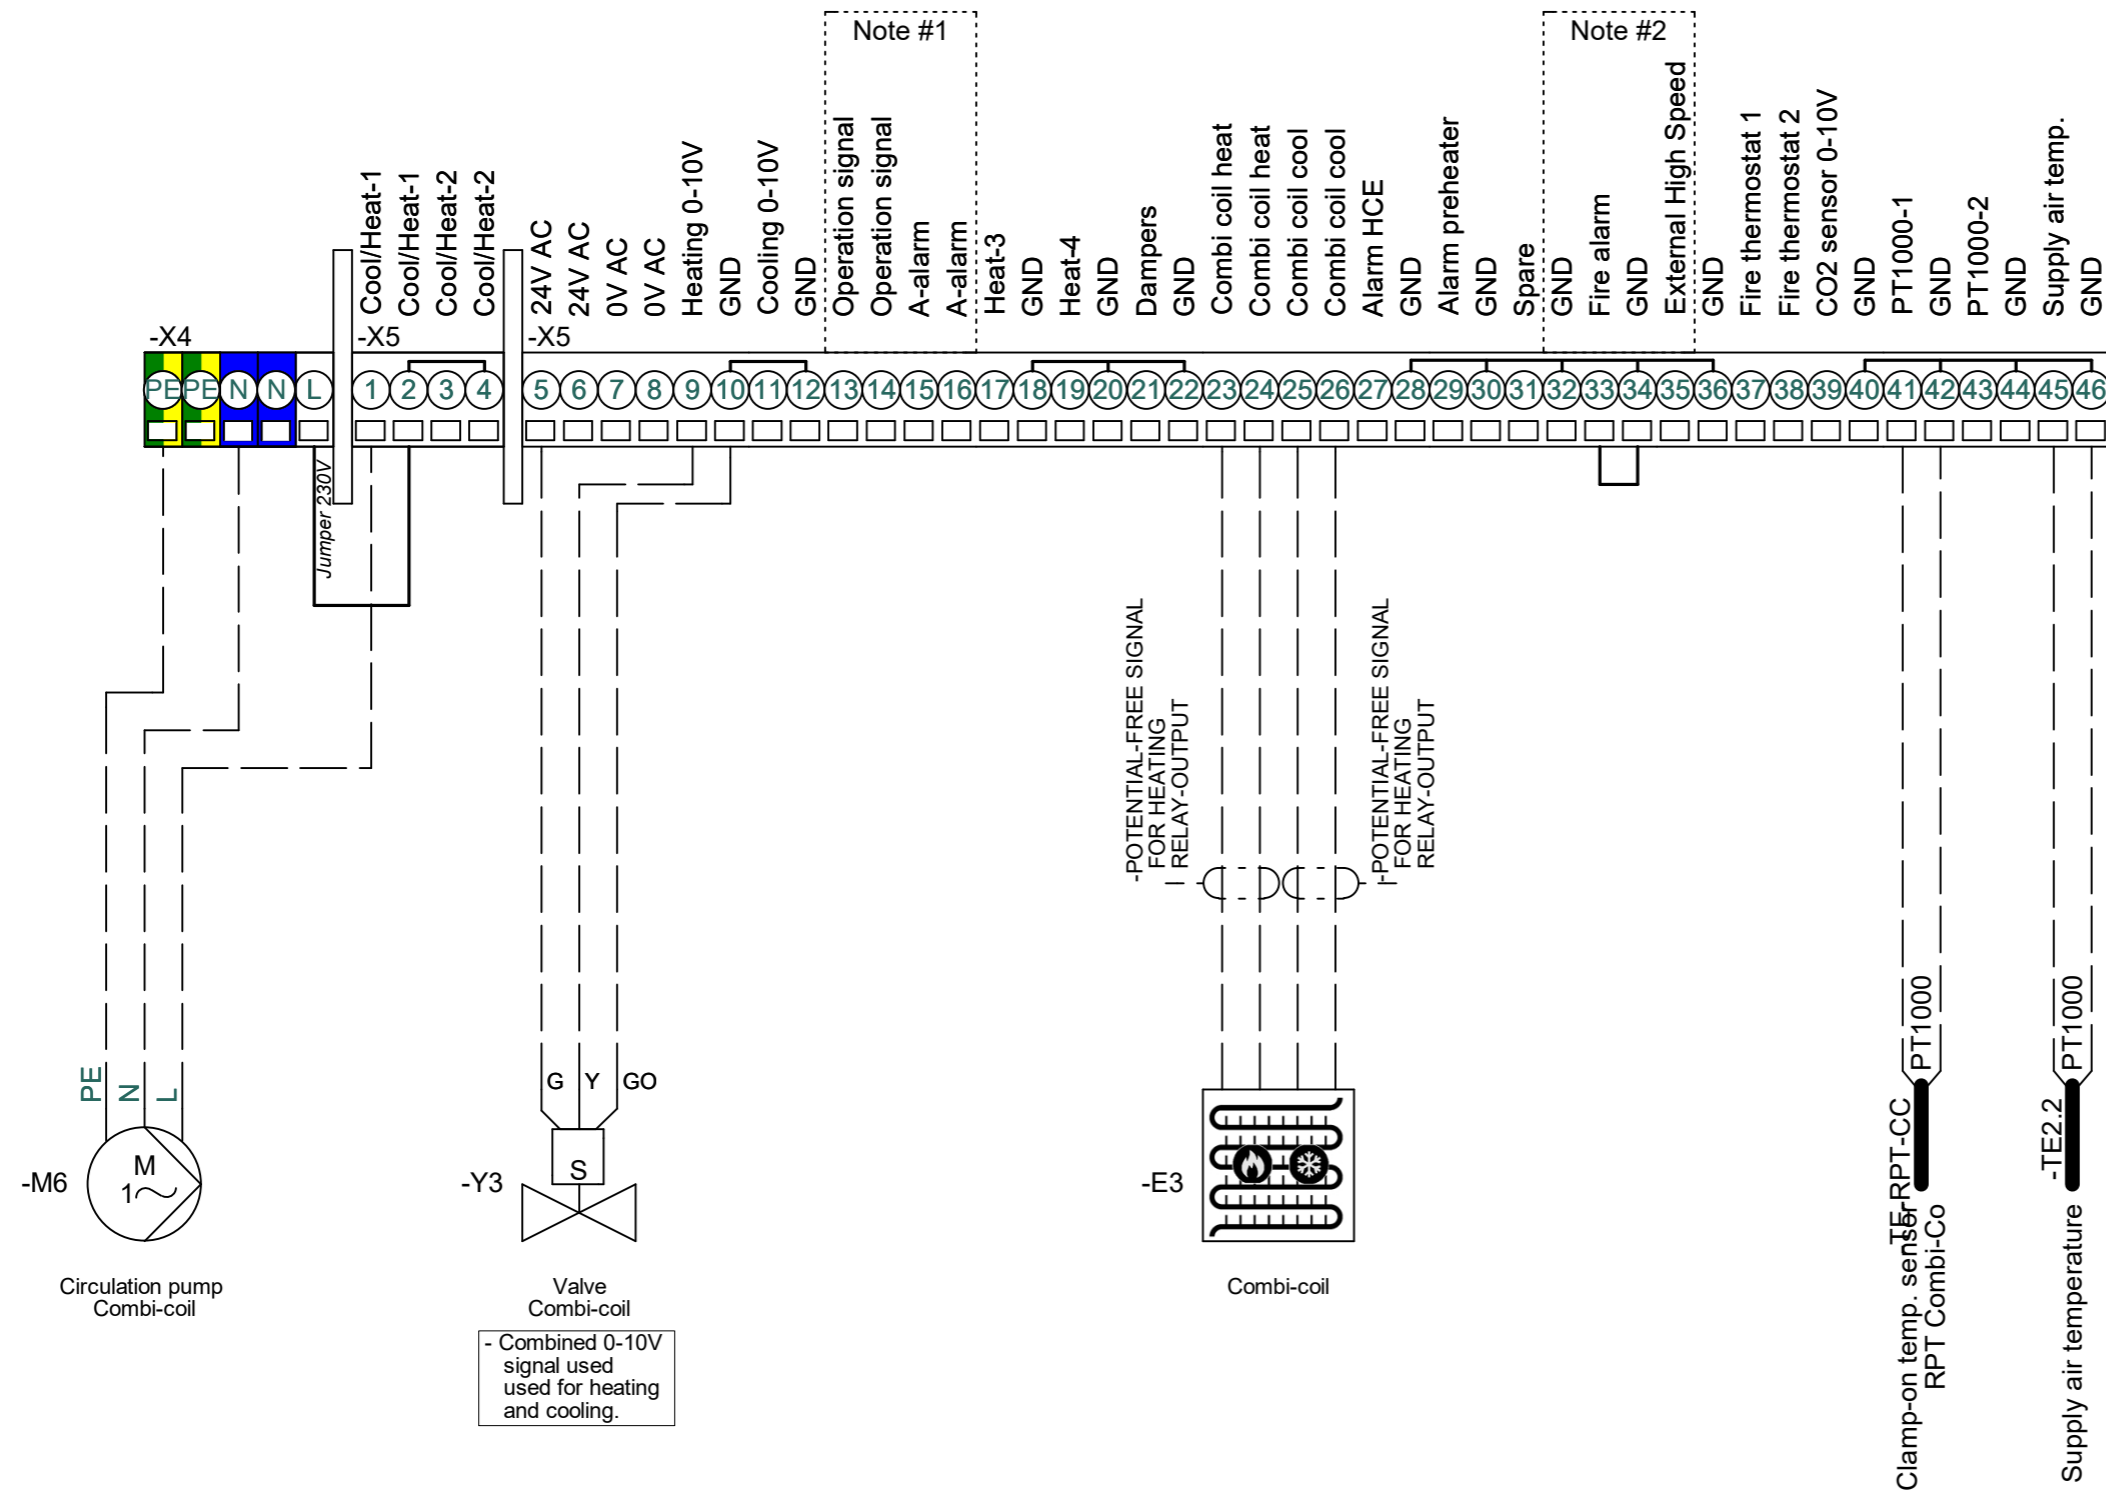 Note #1
Note #2
Cool/Heat-1
Cool/Heat-1
Cool/Heat-2
Cool/Heat-2
24V AC
24V AC
0V AC
0V AC
Heating 0-10V
GND
Cooling 0-10V
GND
Operation signal
Operation signal
A-alarm
A-alarm
Heat-3
GND
Heat-4
GND
Dampers
GND
Combi coil heat
Combi coil heat
Combi coil cool
Combi coil cool
Alarm HCE
GND
Alarm preheater
GND
Spare
GND
Fire alarm
GND
External High Speed
GND
Fire thermostat 1
Fire thermostat 2
CO2 sensor 0-10V
GND
PT1000-1
GND
PT1000-2
GND
Supply air temp.
GND
-X4
-X5
-X5
PE PE N N L 1 2 3 4 5 6 7 8 9 10 11 12 13 14 15 16 17 18 19 20 21 22 23 24 25 26 27 28 29 30 31 32 33 34 35 36 37 38 39 40 41 42 43 44 45 46
Jumper 230V
-POTENTIAL-FREE SIGNAL
FOR HEATING
RELAY-OUTPUT
-POTENTIAL-FREE SIGNAL
FOR HEATING
RELAY-OUTPUT
PE
N
L
G
Y
GO
PT1000
PT1000
-M6
M
1
-Y3
S
-E3
-TE-RPT-CC
-TE2.2
Circulation pump
Combi-coil
Valve
Combi-coil
- Combined 0-10V
signal used
used for heating
and cooling.
Combi-coil
Clamp-on temp. sensor
RPT Combi-Co
Supply air temperature